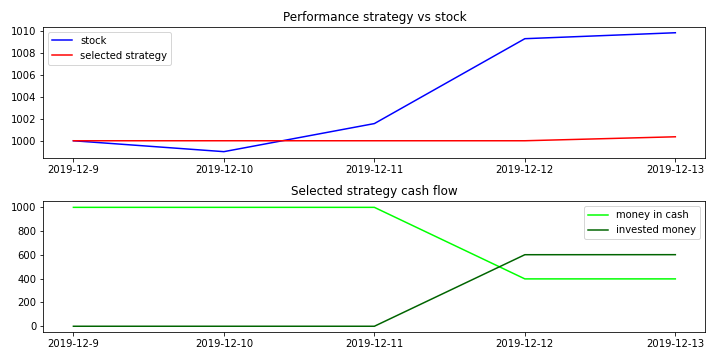 Performance strategy vs stock
1010
1008
1006
1004
1002
1000
stock
selected strategy
2019-12-9 2019-12-10 2019-12-11 2019-12-12 2019-12-13
Selected strategy cash flow
1000
800
600
400
200
0
money in cash
invested money
2019-12-9 2019-12-10 2019-12-11 2019-12-12 2019-12-13